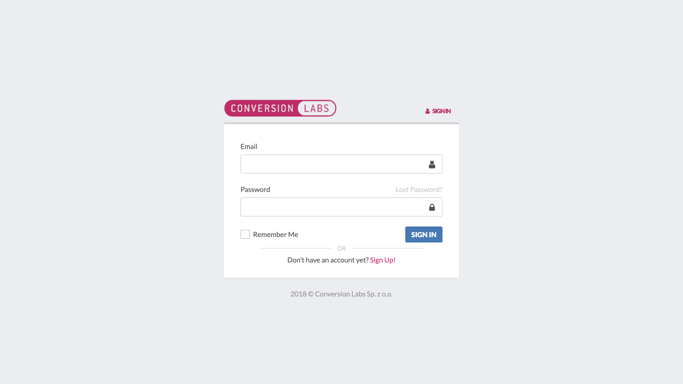 CONVERSION LABS
SIGN IN
Email
Password
Lost Password?
Remember Me
SIGN IN
OR
Don't have an account yet? Sign Up!
2018 © Conversion Labs Sp. z o.o.